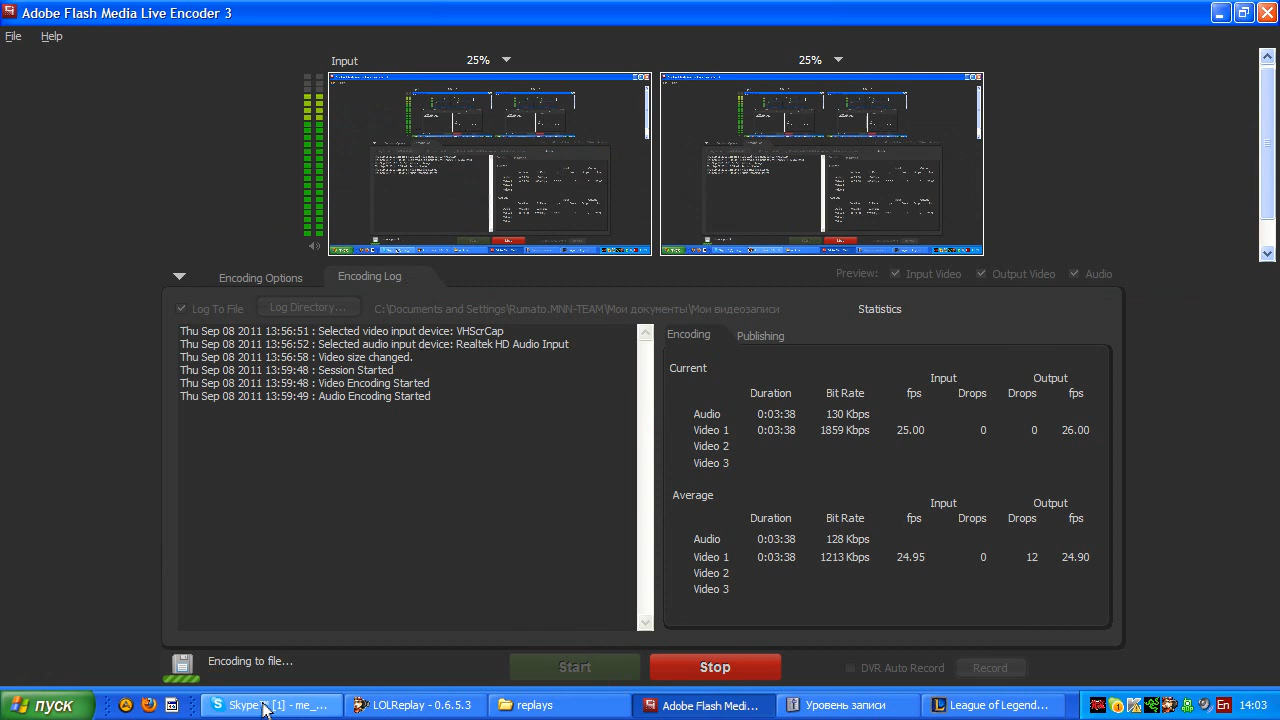 Adobe Flash Media Live Encoder 3
File Help
Input 25% 25%
Encoding Options Encoding Log Preview: Input Video Output Video Audio
Log To File Log Directory... C:\Documents and Settings\Rumato.MNN-TEAM\Мои документы\Мои видеозаписи Statistics
Thu Sep 08 2011 13:56:51 : Selected video input device: VHScrCap
Thu Sep 08 2011 13:56:52 : Selected audio input device: Realtek HD Audio Input
Thu Sep 08 2011 13:56:58 : Video size changed.
Thu Sep 08 2011 13:59:48 : Session Started
Thu Sep 08 2011 13:59:48 : Video Encoding Started
Thu Sep 08 2011 13:59:49 : Audio Encoding Started
Encoding Publishing
Current
Input Output
Duration Bit Rate fps Drops Drops fps
Audio 0:03:38 130 Kbps
Video 1 0:03:38 1859 Kbps 25.00 0 0 26.00
Video 2
Video 3
Average
Input Output
Duration Bit Rate fps Drops Drops fps
Audio 0:03:38 128 Kbps
Video 1 0:03:38 1213 Kbps 24.95 0 12 24.90
Video 2
Video 3
Encoding to file... Start Stop DVR Auto Record Record
пуск Skype [1] - me_... LOLReplay - 0.6.5.3 replays Adobe Flash Medi... Уровень записи League of Legend... En 14:03